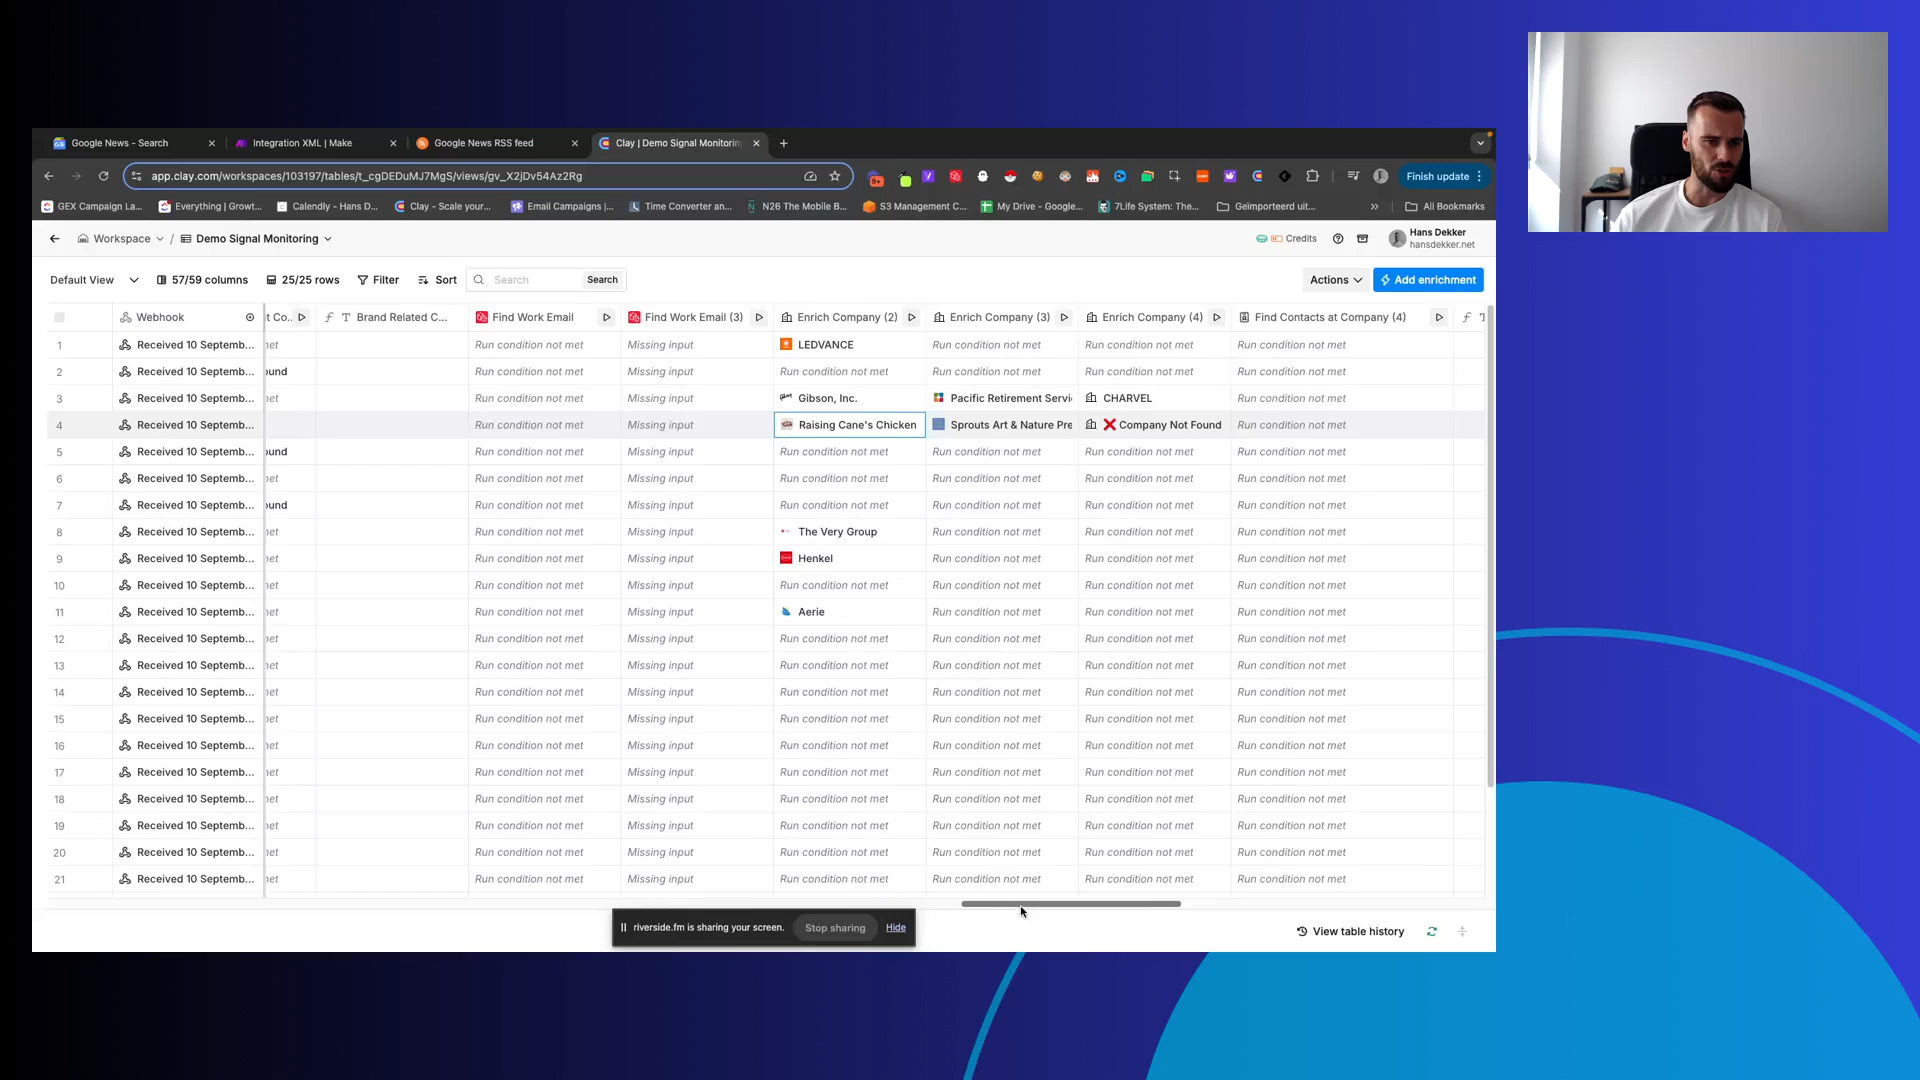 Google News - Search
Integration XML | Make
Google News RSS feed
Clay | Demo Signal Monitorin
app.clay.com/workspaces/103197/tables/t_cgDEDuMJ7MgS/views/gv_X2jDv54Az2Rg
Finish update
GEX Campaign La...
Everything | Growt...
Calendly - Hans D...
Clay - Scale your...
Email Campaigns |...
Time Converter an...
N26 The Mobile B...
S3 Management C...
My Drive - Google...
7Life System: The...
Geïmporteerd uit...
All Bookmarks
Workspace / Demo Signal Monitoring
Credits
Hans Dekker
hansdekker.net
Default View 57/59 columns 25/25 rows Filter Sort Search Search
Actions Add enrichment
Webhook t Co... Brand Related C... Find Work Email Find Work Email (3) Enrich Company (2) Enrich Company (3) Enrich Company (4) Find Contacts at Company (4)
1 Received 10 Septemb... net Run condition not met Missing input LEDVANCE Run condition not met Run condition not met Run condition not met
2 Received 10 Septemb... ound Run condition not met Missing input Run condition not met Run condition not met Run condition not met Run condition not met
3 Received 10 Septemb... net Run condition not met Missing input Gibson, Inc. Pacific Retirement Servi CHARVEL Run condition not met
4 Received 10 Septemb... Run condition not met Missing input Raising Cane's Chicken Sprouts Art & Nature Pre Company Not Found Run condition not met
5 Received 10 Septemb... ound Run condition not met Missing input Run condition not met Run condition not met Run condition not met Run condition not met
6 Received 10 Septemb... net Run condition not met Missing input Run condition not met Run condition not met Run condition not met Run condition not met
7 Received 10 Septemb... ound Run condition not met Missing input Run condition not met Run condition not met Run condition not met Run condition not met
8 Received 10 Septemb... net Run condition not met Missing input The Very Group Run condition not met Run condition not met Run condition not met
9 Received 10 Septemb... net Run condition not met Missing input Henkel Run condition not met Run condition not met Run condition not met
10 Received 10 Septemb... net Run condition not met Missing input Run condition not met Run condition not met Run condition not met Run condition not met
11 Received 10 Septemb... net Run condition not met Missing input Aerie Run condition not met Run condition not met Run condition not met
12 Received 10 Septemb... net Run condition not met Missing input Run condition not met Run condition not met Run condition not met Run condition not met
13 Received 10 Septemb... net Run condition not met Missing input Run condition not met Run condition not met Run condition not met Run condition not met
14 Received 10 Septemb... net Run condition not met Missing input Run condition not met Run condition not met Run condition not met Run condition not met
15 Received 10 Septemb... net Run condition not met Missing input Run condition not met Run condition not met Run condition not met Run condition not met
16 Received 10 Septemb... net Run condition not met Missing input Run condition not met Run condition not met Run condition not met Run condition not met
17 Received 10 Septemb... net Run condition not met Missing input Run condition not met Run condition not met Run condition not met Run condition not met
18 Received 10 Septemb... net Run condition not met Missing input Run condition not met Run condition not met Run condition not met Run condition not met
19 Received 10 Septemb... net Run condition not met Missing input Run condition not met Run condition not met Run condition not met Run condition not met
20 Received 10 Septemb... net Run condition not met Missing input Run condition not met Run condition not met Run condition not met Run condition not met
21 Received 10 Septemb... net Run condition not met Missing input Run condition not met Run condition not met Run condition not met Run condition not met
riverside.fm is sharing your screen. Stop sharing Hide
View table history